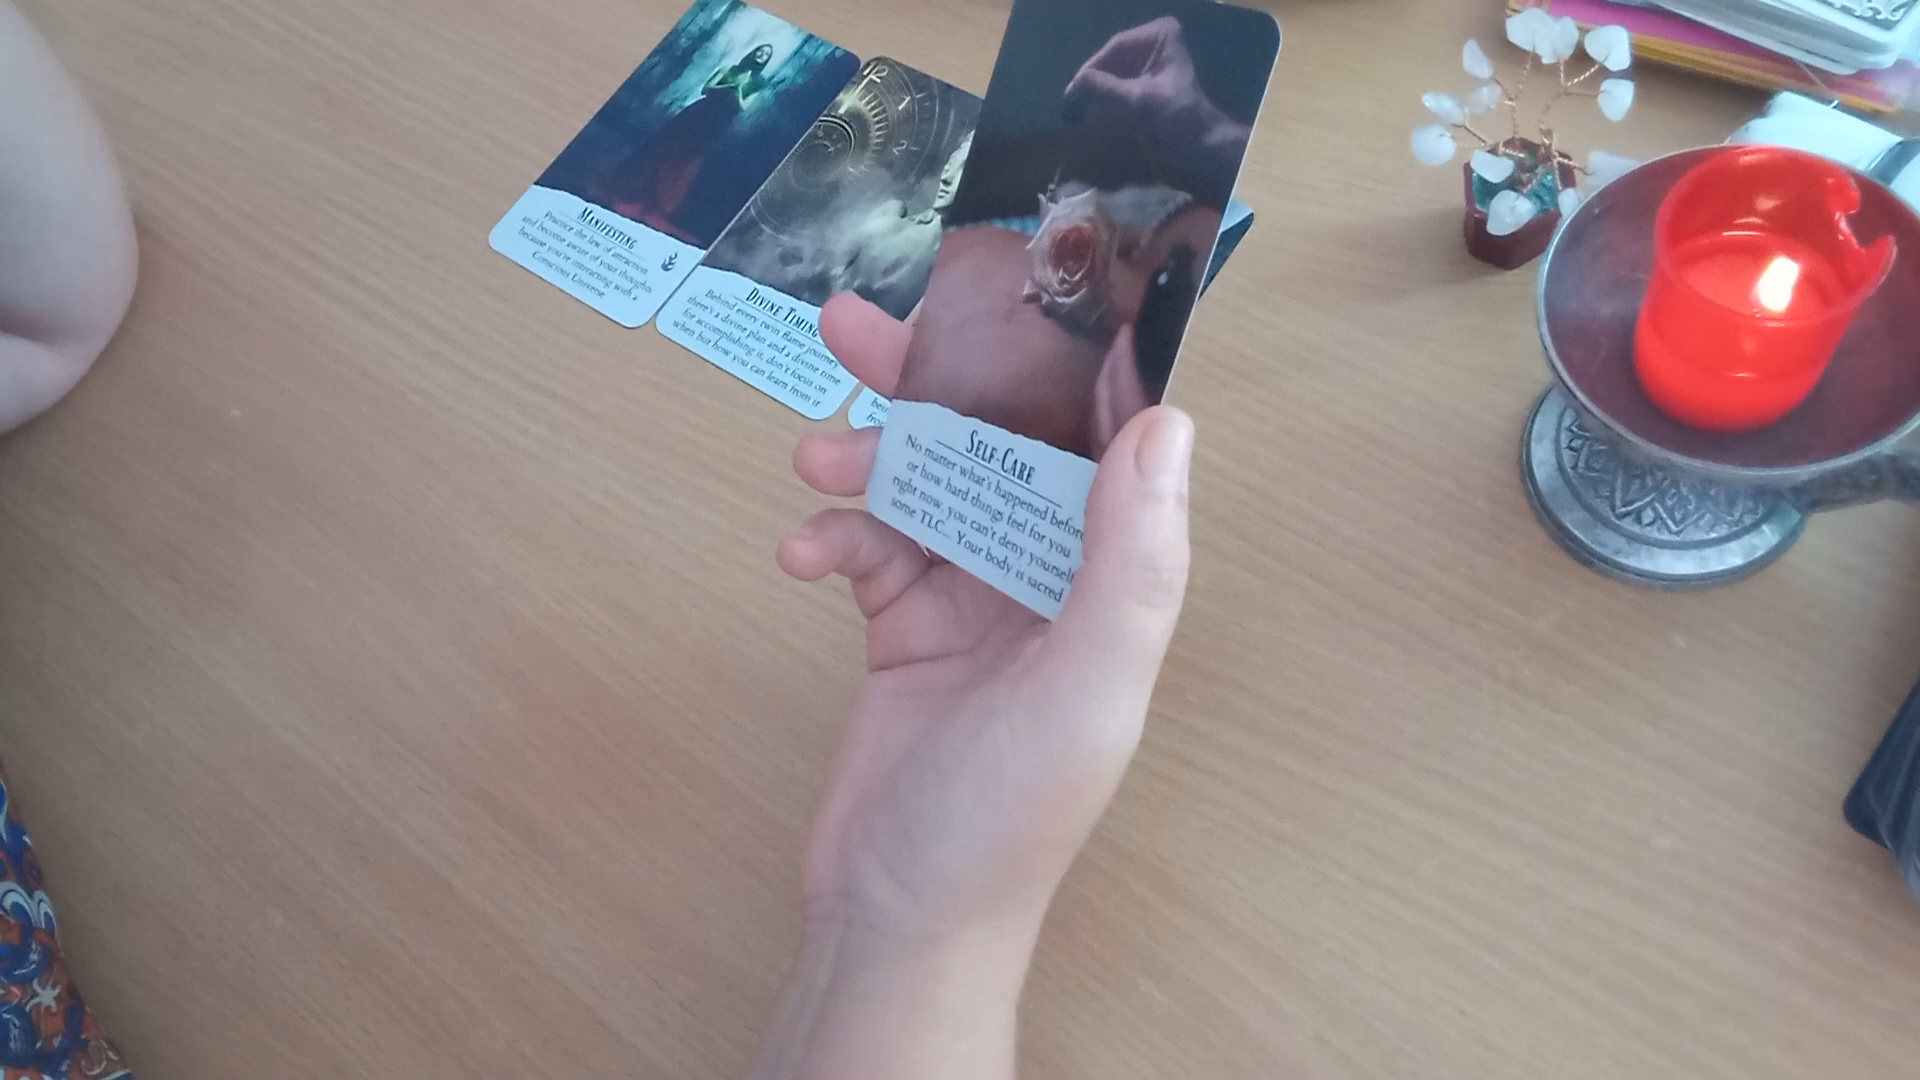 MANIFESTING
Practice the law of attraction
and become aware of your thoughts
because you're interacting with a
Conscious Universe
12
1
2
DIVINE TIMING
Behind every twin flame journey
there's a divine plan and a divine time
for accomplishing it, don't focus on
when but how you can learn from it
SELF-CARE
No matter what's happened before
or how hard things feel for you
right now, you can't deny yourself
some TLC... Your body is sacred